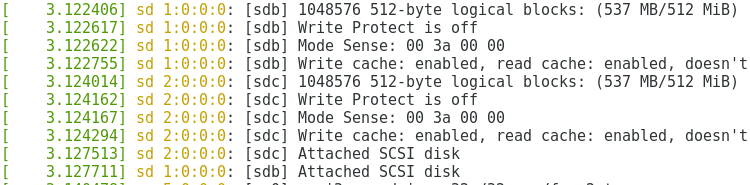 [    3.122406] sd 1:0:0:0: [sdb] 1048576 512-byte logical blocks: (537 MB/512 MiB)
[    3.122617] sd 1:0:0:0: [sdb] Write Protect is off
[    3.122622] sd 1:0:0:0: [sdb] Mode Sense: 00 3a 00 00
[    3.122755] sd 1:0:0:0: [sdb] Write cache: enabled, read cache: enabled, doesn't
[    3.124014] sd 2:0:0:0: [sdc] 1048576 512-byte logical blocks: (537 MB/512 MiB)
[    3.124162] sd 2:0:0:0: [sdc] Write Protect is off
[    3.124167] sd 2:0:0:0: [sdc] Mode Sense: 00 3a 00 00
[    3.124294] sd 2:0:0:0: [sdc] Write cache: enabled, read cache: enabled, doesn't
[    3.127513] sd 2:0:0:0: [sdc] Attached SCSI disk
[    3.127711] sd 1:0:0:0: [sdb] Attached SCSI disk